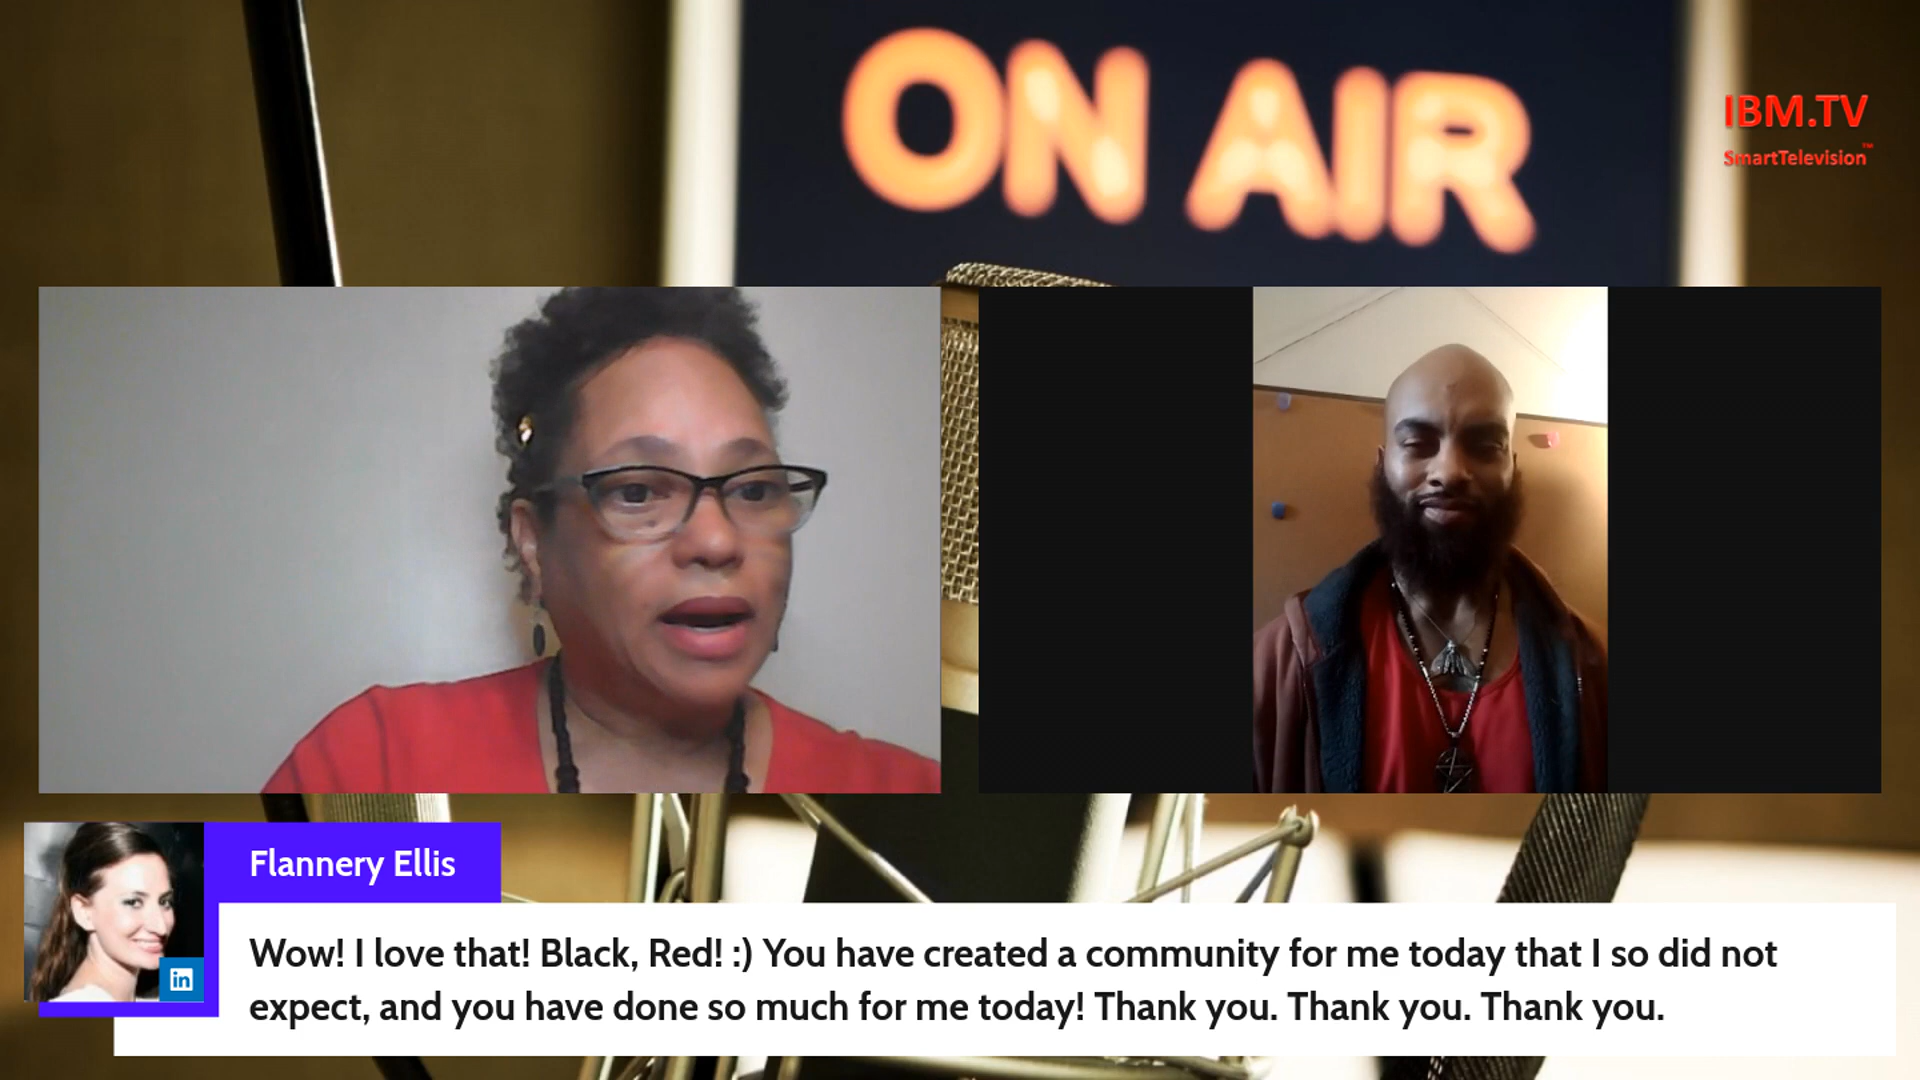 ON AIR
IBM.TV
SmartTelevision™
Flannery Ellis
in
Wow! I love that! Black, Red! :) You have created a community for me today that I so did not
expect, and you have done so much for me today! Thank you. Thank you. Thank you.